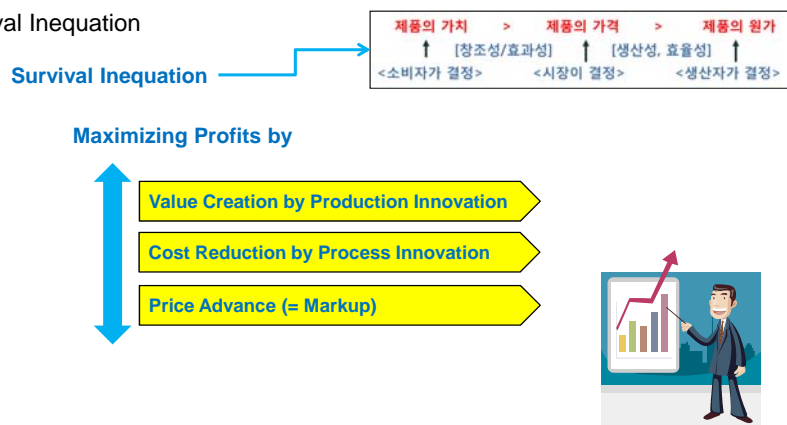 val Inequation
제품의 가치 > 제품의 가격 > 제품의 원가
[창조성/효과성] [생산성, 효율성]
<소비자가 결정> <시장이 결정> <생산자가 결정>
Survival Inequation
Maximizing Profits by
Value Creation by Production Innovation
Cost Reduction by Process Innovation
Price Advance (= Markup)